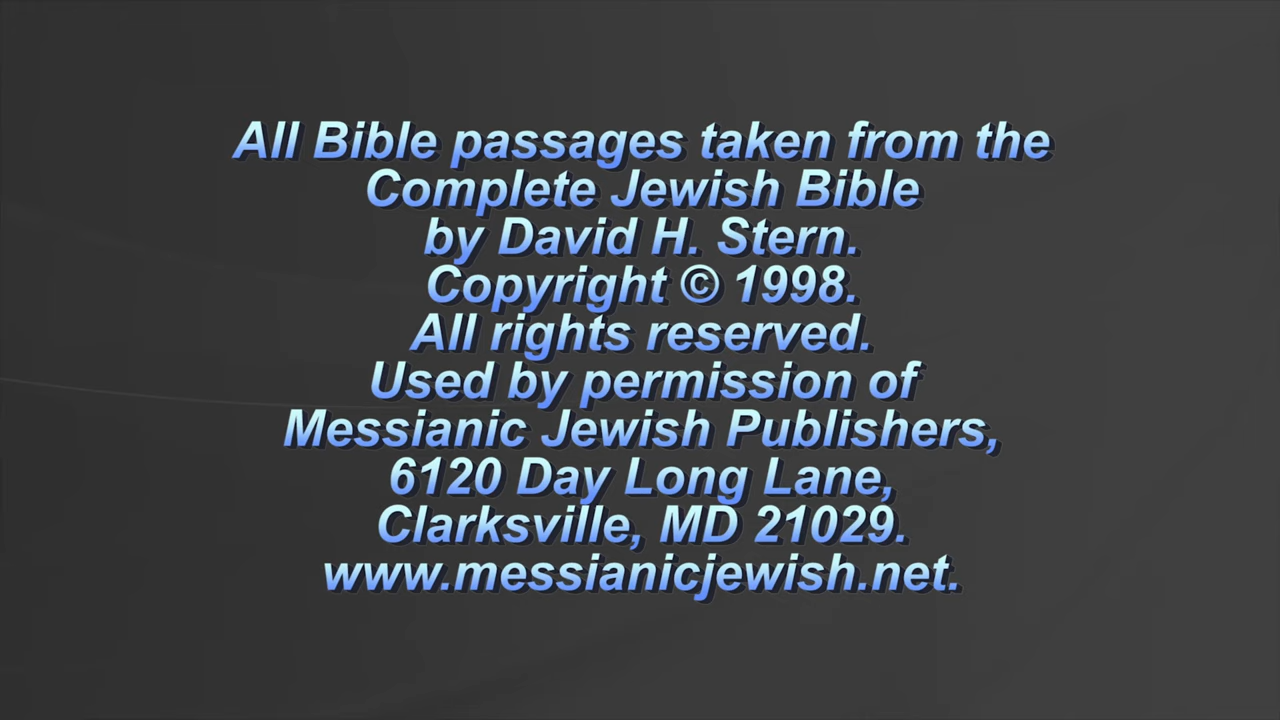 All Bible passages taken from the
Complete Jewish Bible
by David H. Stern.
Copyright © 1998.
All rights reserved.
Used by permission of
Messianic Jewish Publishers,
6120 Day Long Lane,
Clarksville, MD 21029.
www.messianicjewish.net.